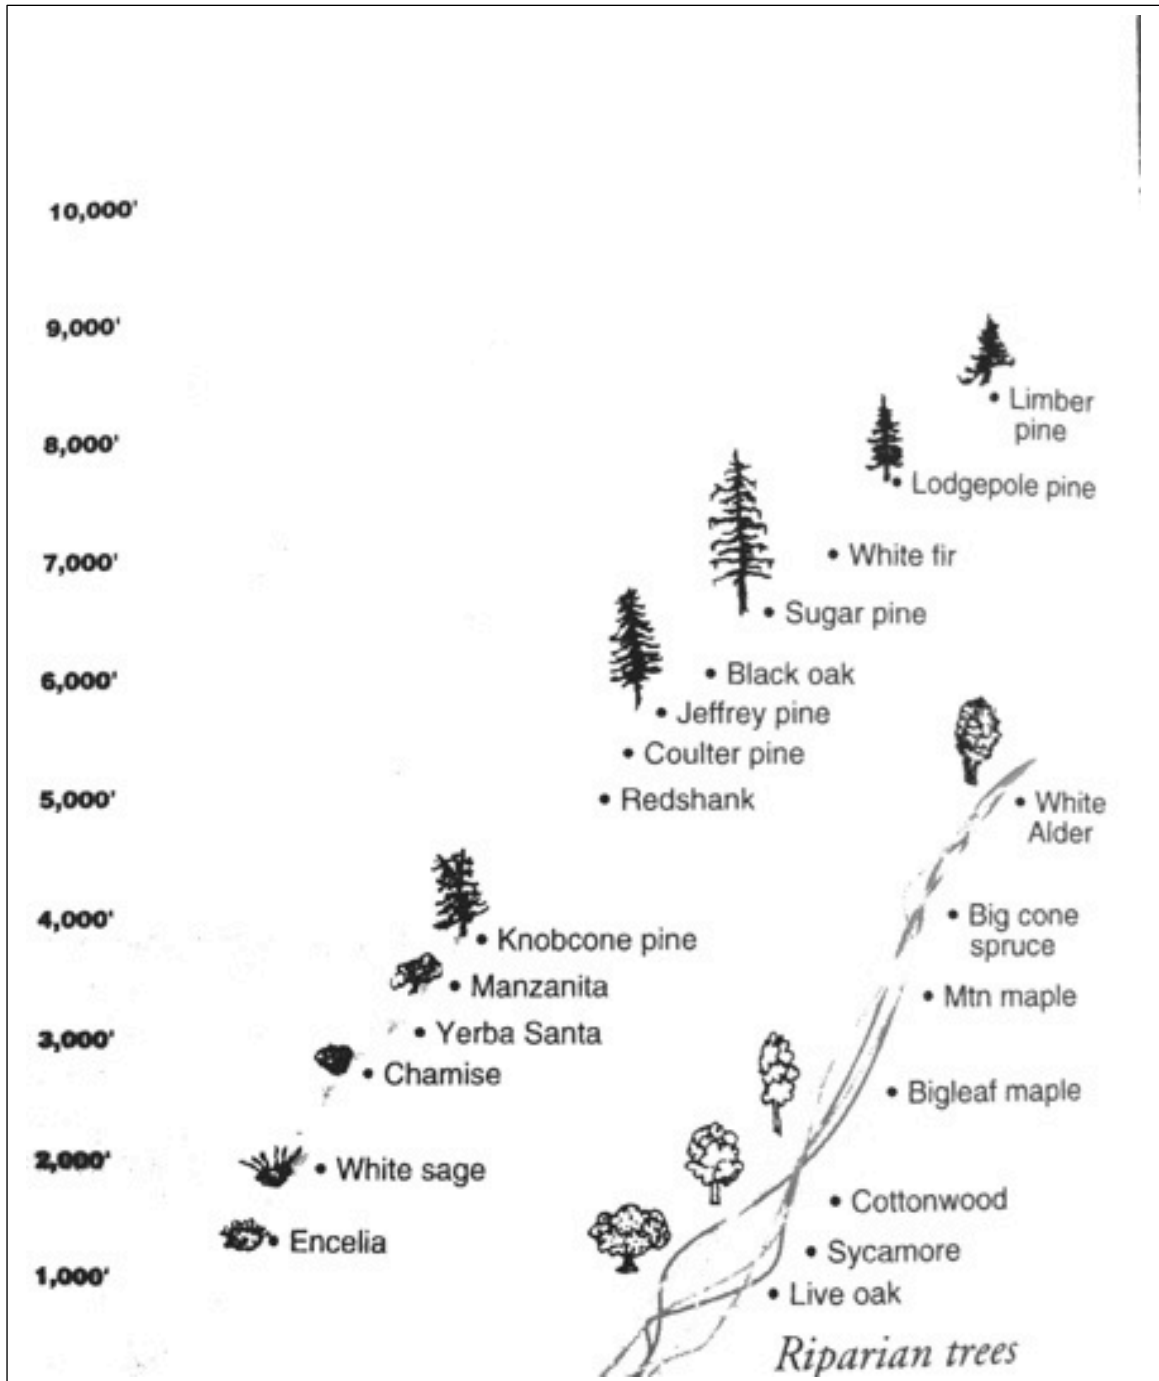 10,000'
9,000'
• Limber
pine
8,000'
• Lodgepole pine
7,000'
• White fir
• Sugar pine
6,000'
• Black oak
• Jeffrey pine
• Coulter pine
5,000'
• Redshank
• White
Alder
4,000'
• Knobcone pine
• Big cone
spruce
• Manzanita
• Mtn maple
3,000'
• Yerba Santa
• Chamise
• Bigleaf maple
2,000'
• White sage
• Cottonwood
• Encelia
• Sycamore
1,000'
• Live oak
Riparian trees